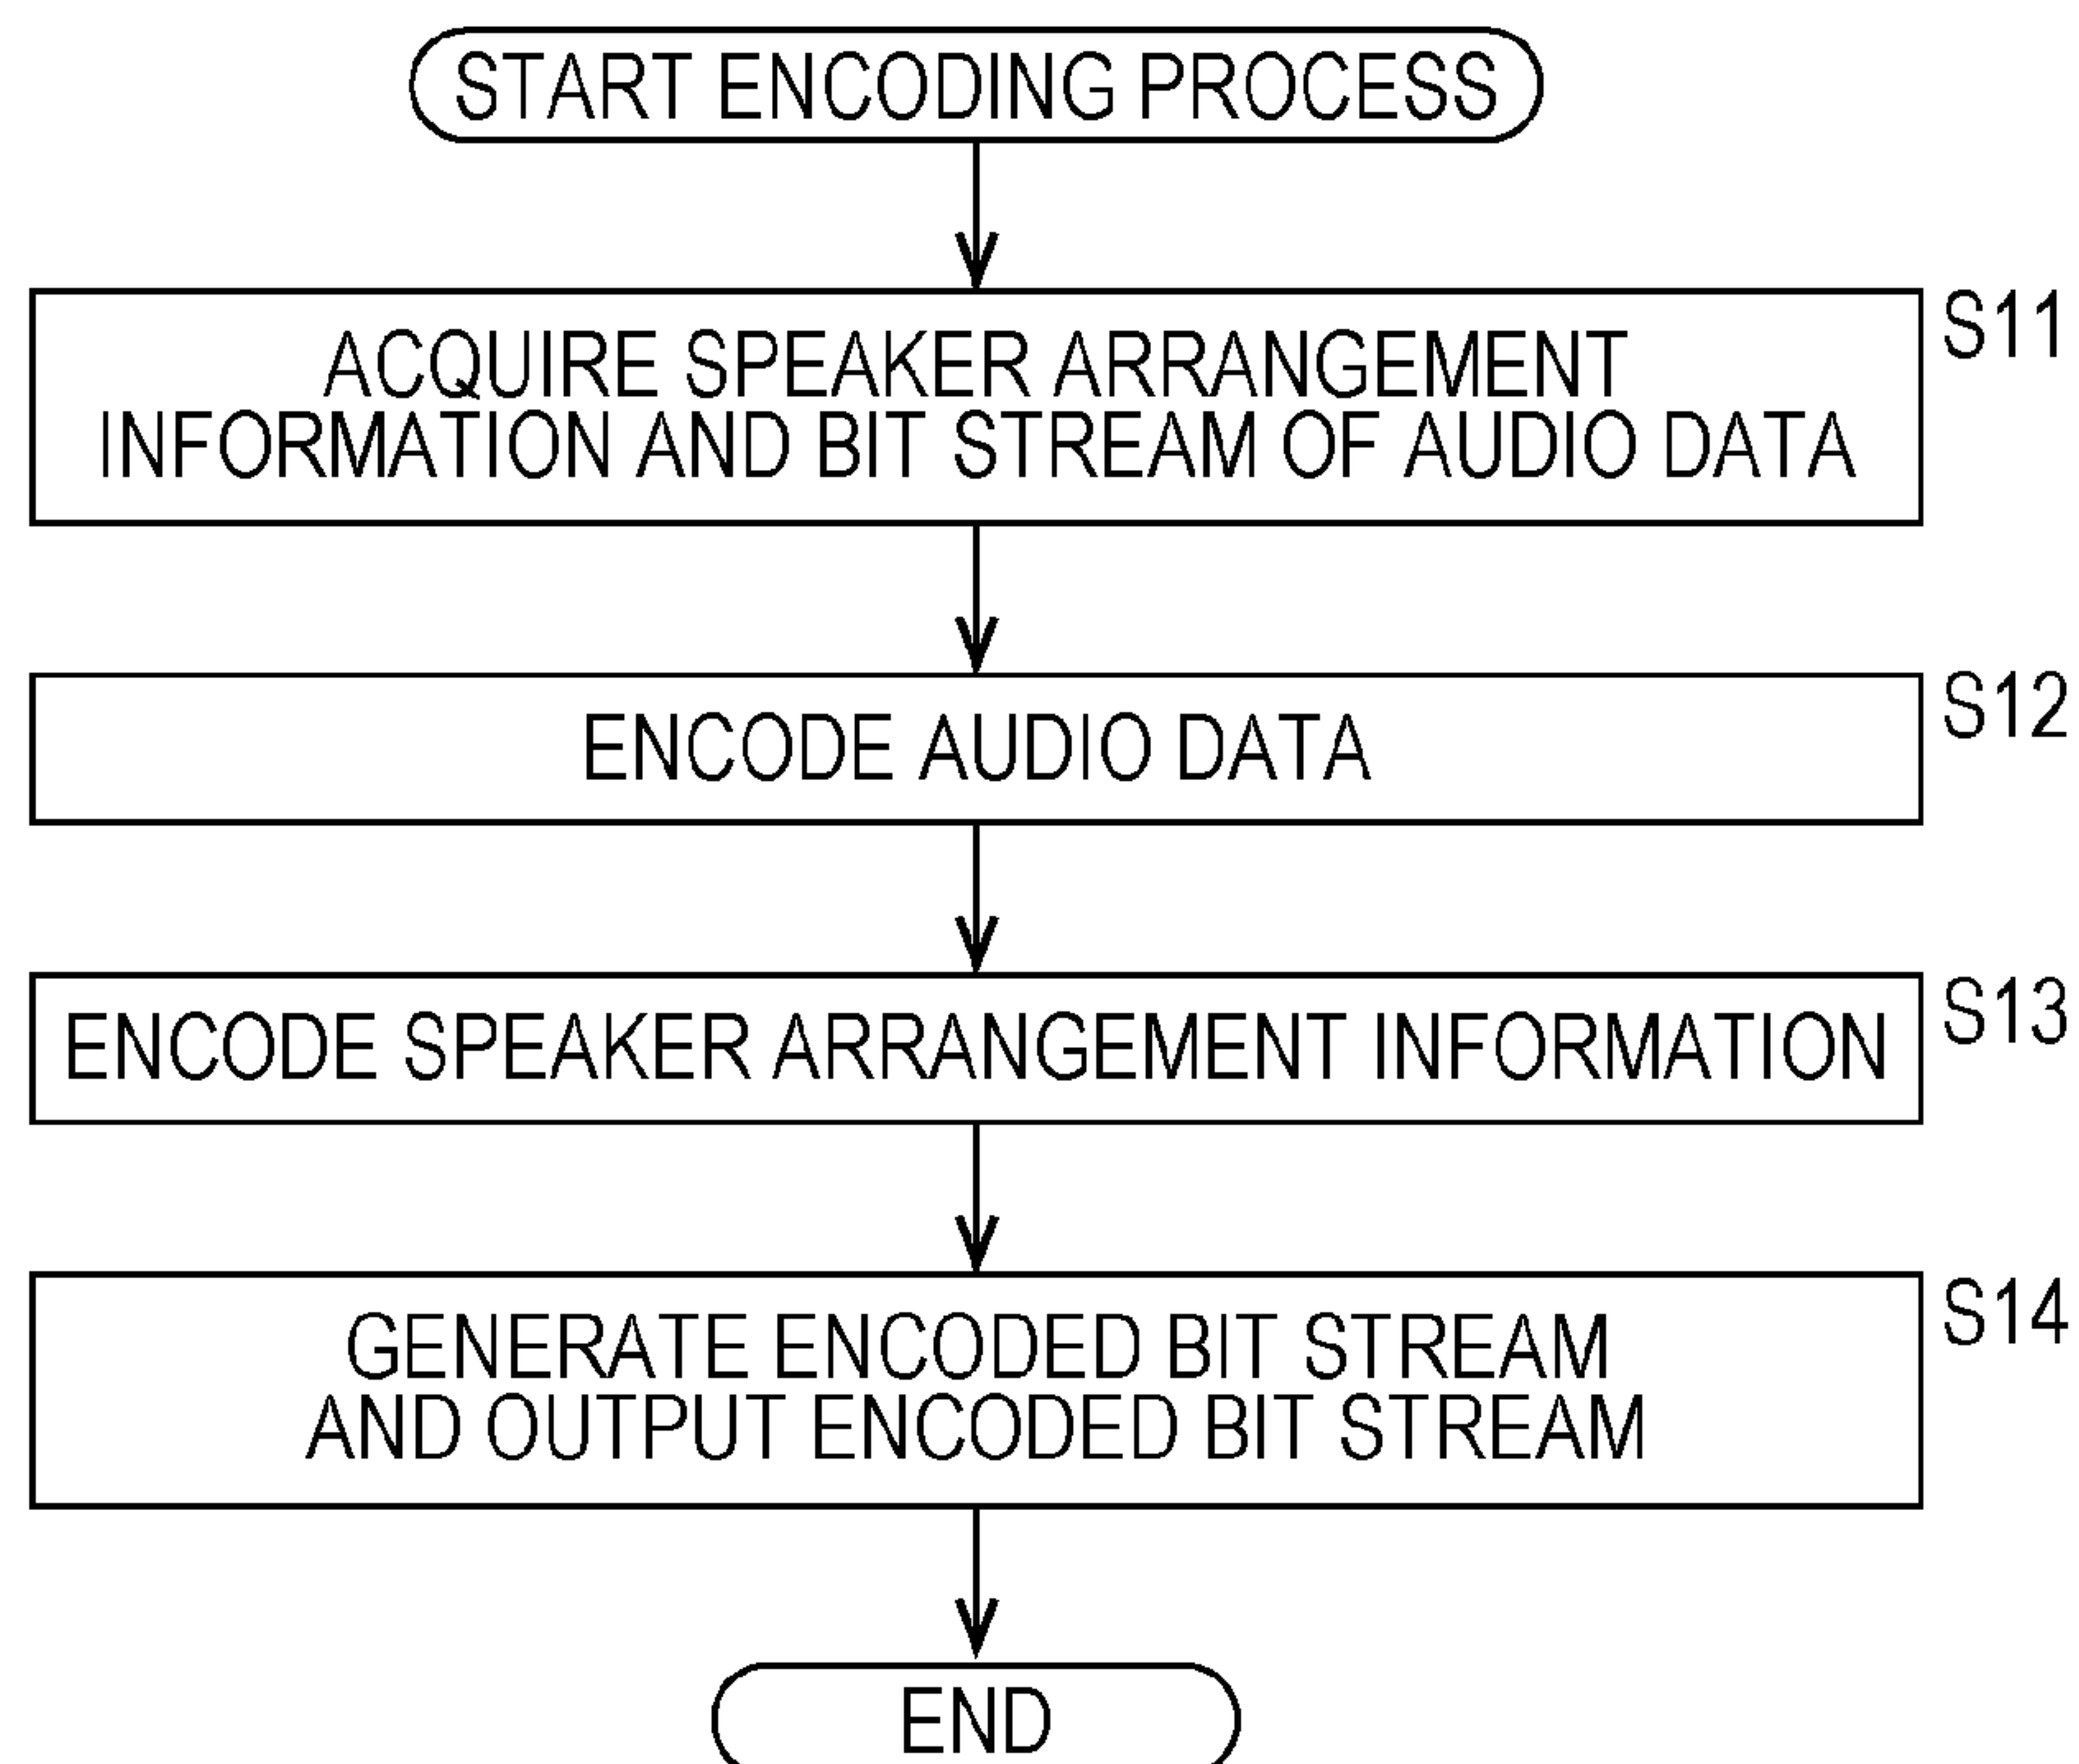 START ENCODING PROCESS
S11
ACQUIRE SPEAKER ARRANGEMENT
INFORMATION AND BIT STREAM OF AUDIO DATA
S12
ENCODE AUDIO DATA
S13
ENCODE SPEAKER ARRANGEMENT INFORMATION
S14
GENERATE ENCODED BIT STREAM
AND OUTPUT ENCODED BIT STREAM
END